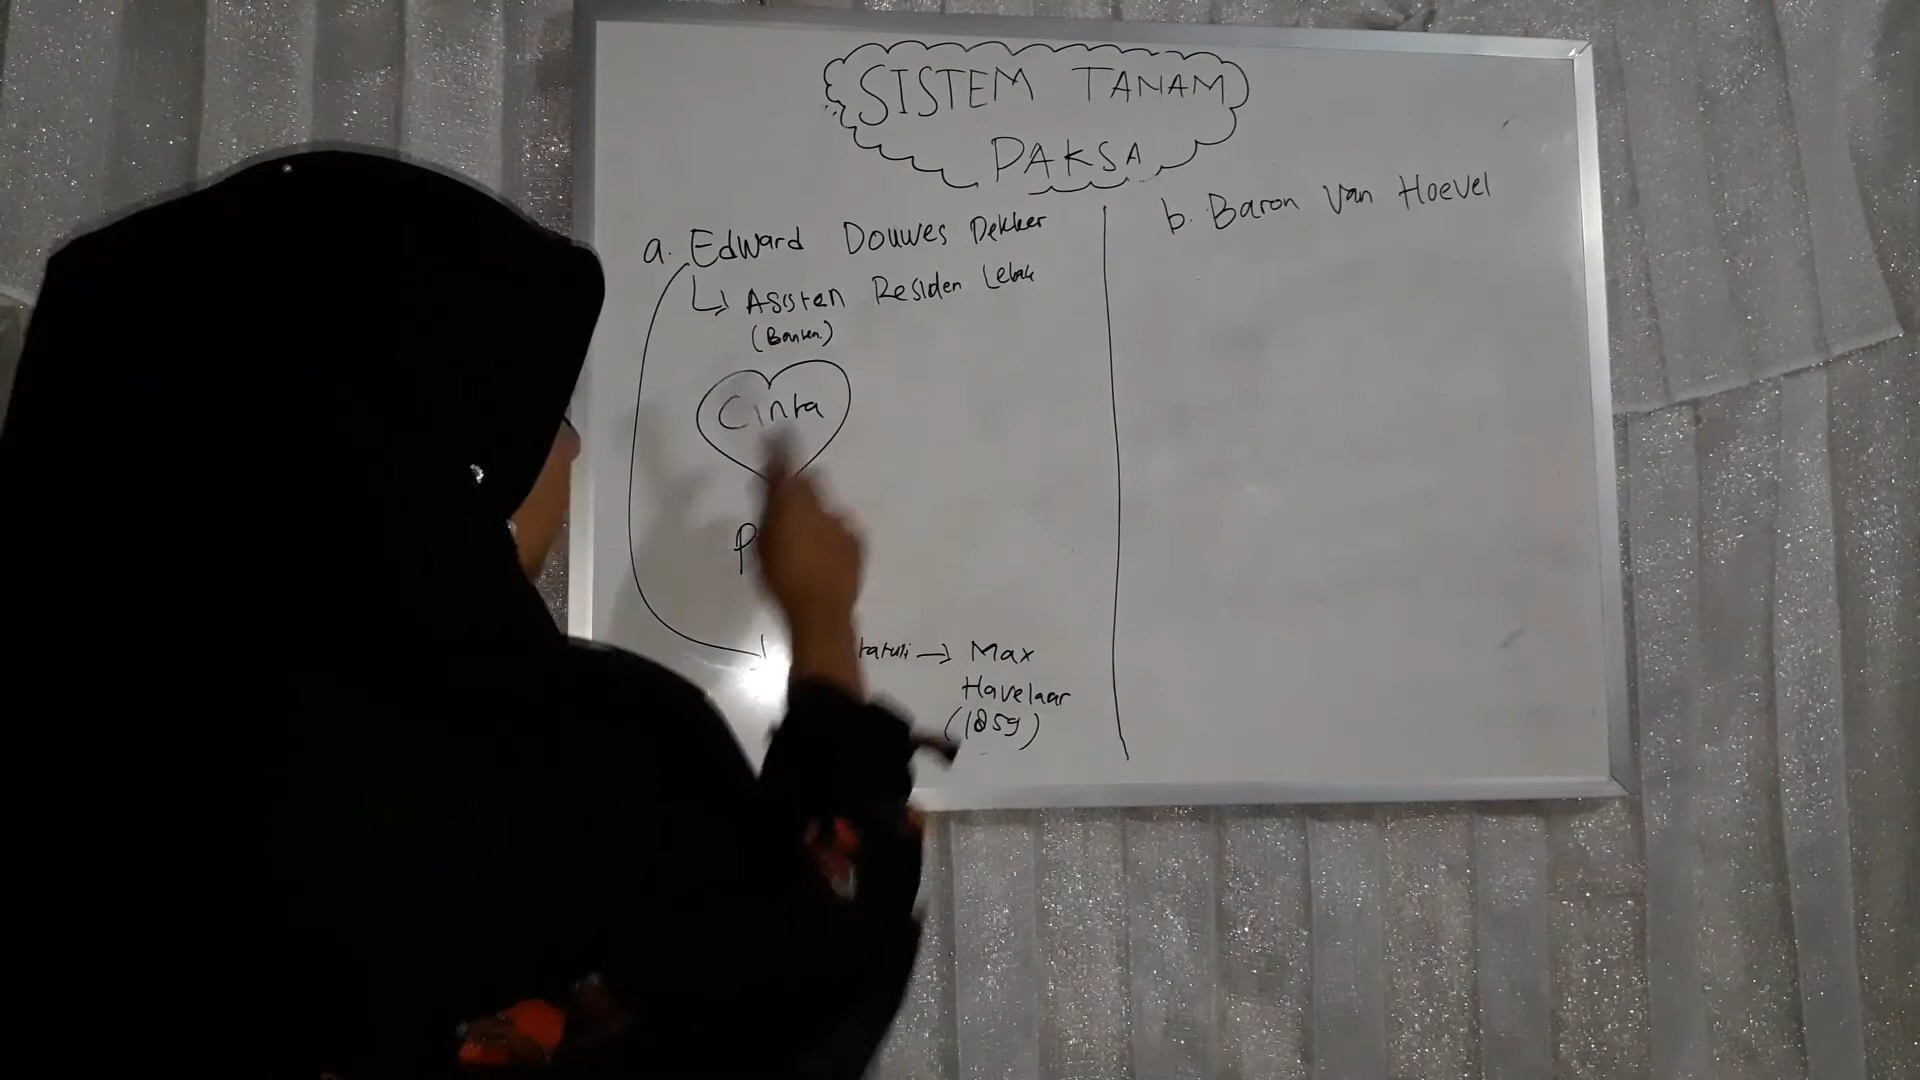 SISTEM TANAM
PAKSA
a. Edward Douwes Dekker
Asisten Residen Lebak
(Banten)
Cinta
Max
Havelaar
(1859)
b. Baron Van Hoevel